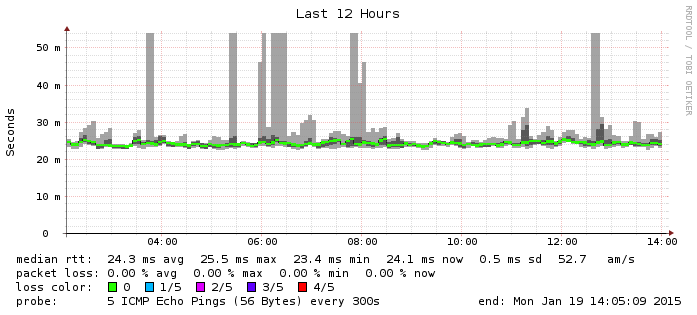 Last 12 Hours
RRDTOOL / TOBI OETIKER
Seconds
50 m
40 m
30 m
20 m
10 m
0
04:00 06:00 08:00 10:00 12:00 14:00
median rtt: 24.3 ms avg 25.5 ms max 23.4 ms min 24.1 ms now 0.5 ms sd 52.7 am/s
packet loss: 0.00 % avg 0.00 % max 0.00 % min 0.00 % now
loss color: 0 1/5 2/5 3/5 4/5
probe: 5 ICMP Echo Pings (56 Bytes) every 300s end: Mon Jan 19 14:05:09 2015